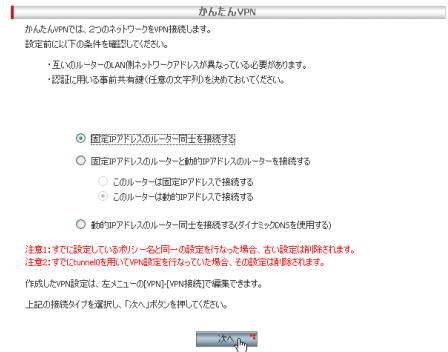 かんたんVPN
かんたんVPNでは、2つのネットワークをVPN接続します。
設定前に以下の条件を確認してください。
・互いのルーターのLAN側ネットワークアドレスが異なっている必要があります。
・認証に用いる事前共有鍵(任意の文字列)を決めておいてください。
固定IPアドレスのルーター同士を接続する
固定IPアドレスのルーターと動的IPアドレスのルーターを接続する
このルーターは固定IPアドレスで接続する
このルーターは動的IPアドレスで接続する
動的IPアドレスのルーター同士を接続する(ダイナミックDNSを使用する)
注意1:すでに設定しているポリシー名と同一の設定を行なった場合、古い設定は削除されます。
注意2:すでにtunnel0を用いてVPN設定を行なっていた場合、その設定は削除されます。
作成したVPN設定は、左メニューの[VPN]-[VPN接続]で編集できます。
上記の接続タイプを選択し、「次へ」ボタンを押してください。
次へ